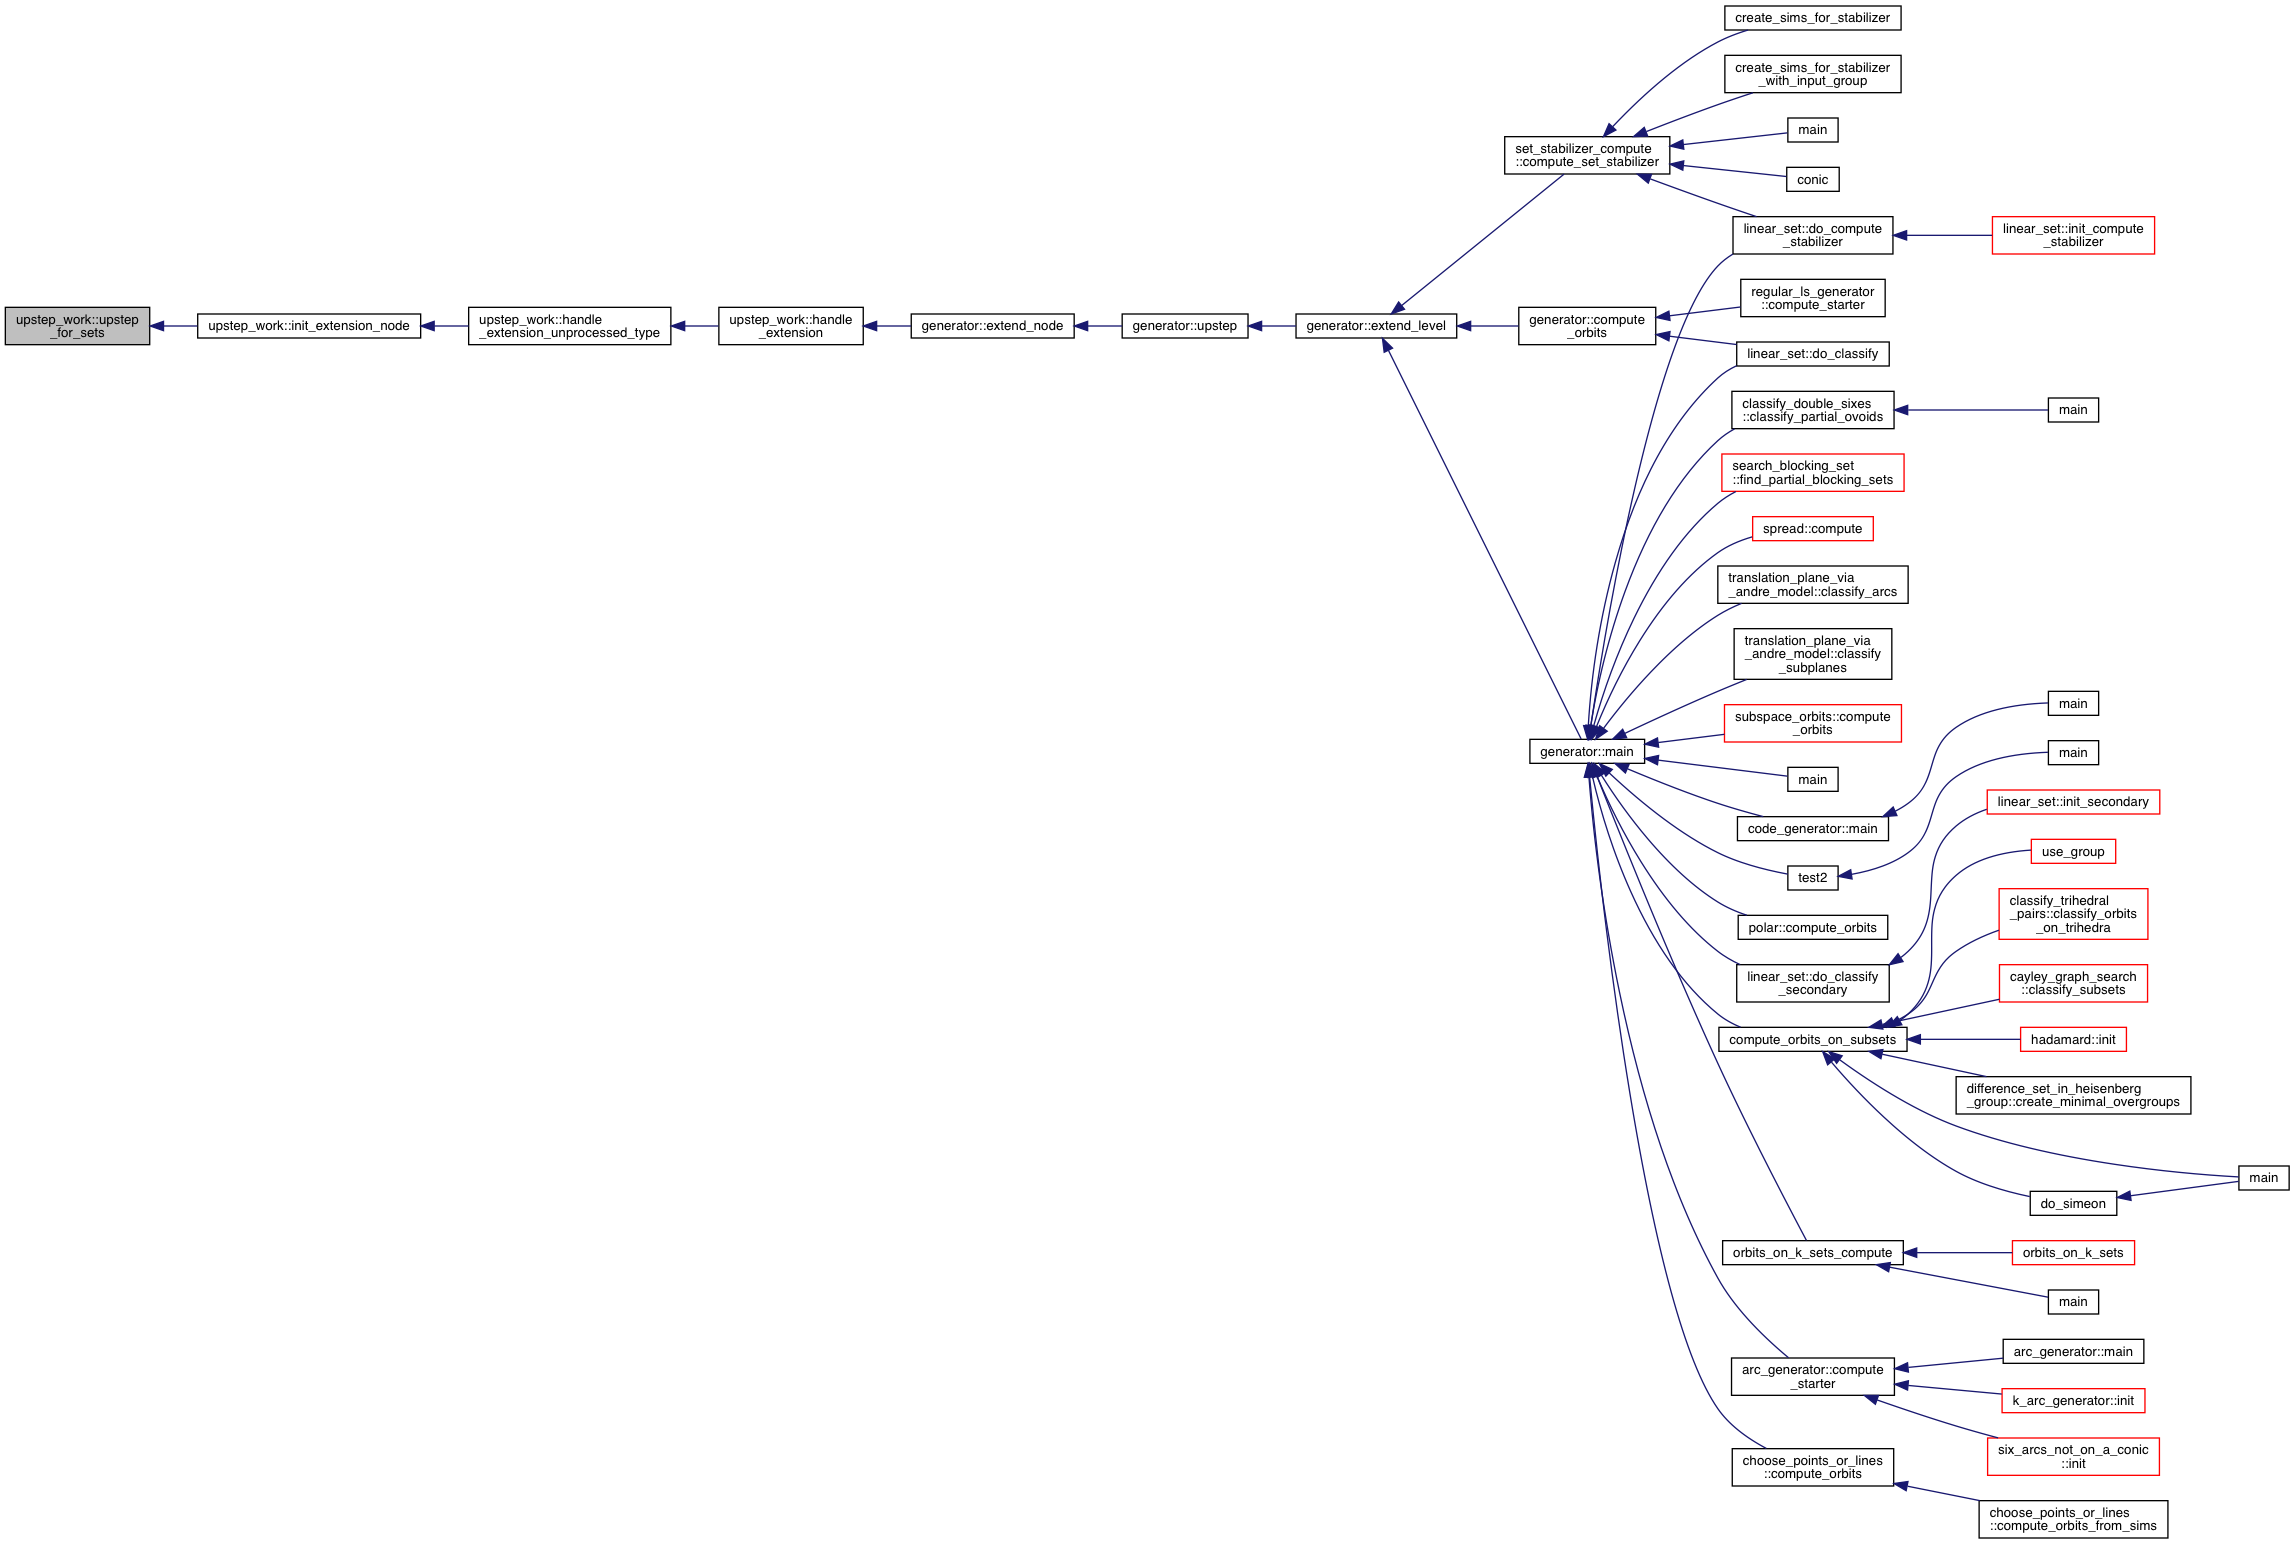 create_sims_for_stabilizer
create_sims_for_stabilizer
_with_input_group
main
set_stabilizer_compute
::compute_set_stabilizer
conic
linear_set::do_compute
_stabilizer
linear_set::init_compute
_stabilizer
regular_ls_generator
::compute_starter
upstep_work::upstep
_for_sets
upstep_work::init_extension_node
upstep_work::handle
_extension_unprocessed_type
upstep_work::handle
_extension
generator::extend_node
generator::upstep
generator::extend_level
generator::compute
_orbits
linear_set::do_classify
classify_double_sixes
::classify_partial_ovoids
main
search_blocking_set
::find_partial_blocking_sets
spread::compute
translation_plane_via
_andre_model::classify_arcs
translation_plane_via
_andre_model::classify
_subplanes
main
subspace_orbits::compute
_orbits
generator::main
main
main
linear_set::init_secondary
code_generator::main
use_group
test2
classify_trihedral
_pairs::classify_orbits
_on_trihedra
polar::compute_orbits
linear_set::do_classify
_secondary
cayley_graph_search
::classify_subsets
compute_orbits_on_subsets
hadamard::init
difference_set_in_heisenberg
_group::create_minimal_overgroups
main
do_simeon
orbits_on_k_sets_compute
orbits_on_k_sets
main
arc_generator::main
arc_generator::compute
_starter
k_arc_generator::init
six_arcs_not_on_a_conic
::init
choose_points_or_lines
::compute_orbits
choose_points_or_lines
::compute_orbits_from_sims